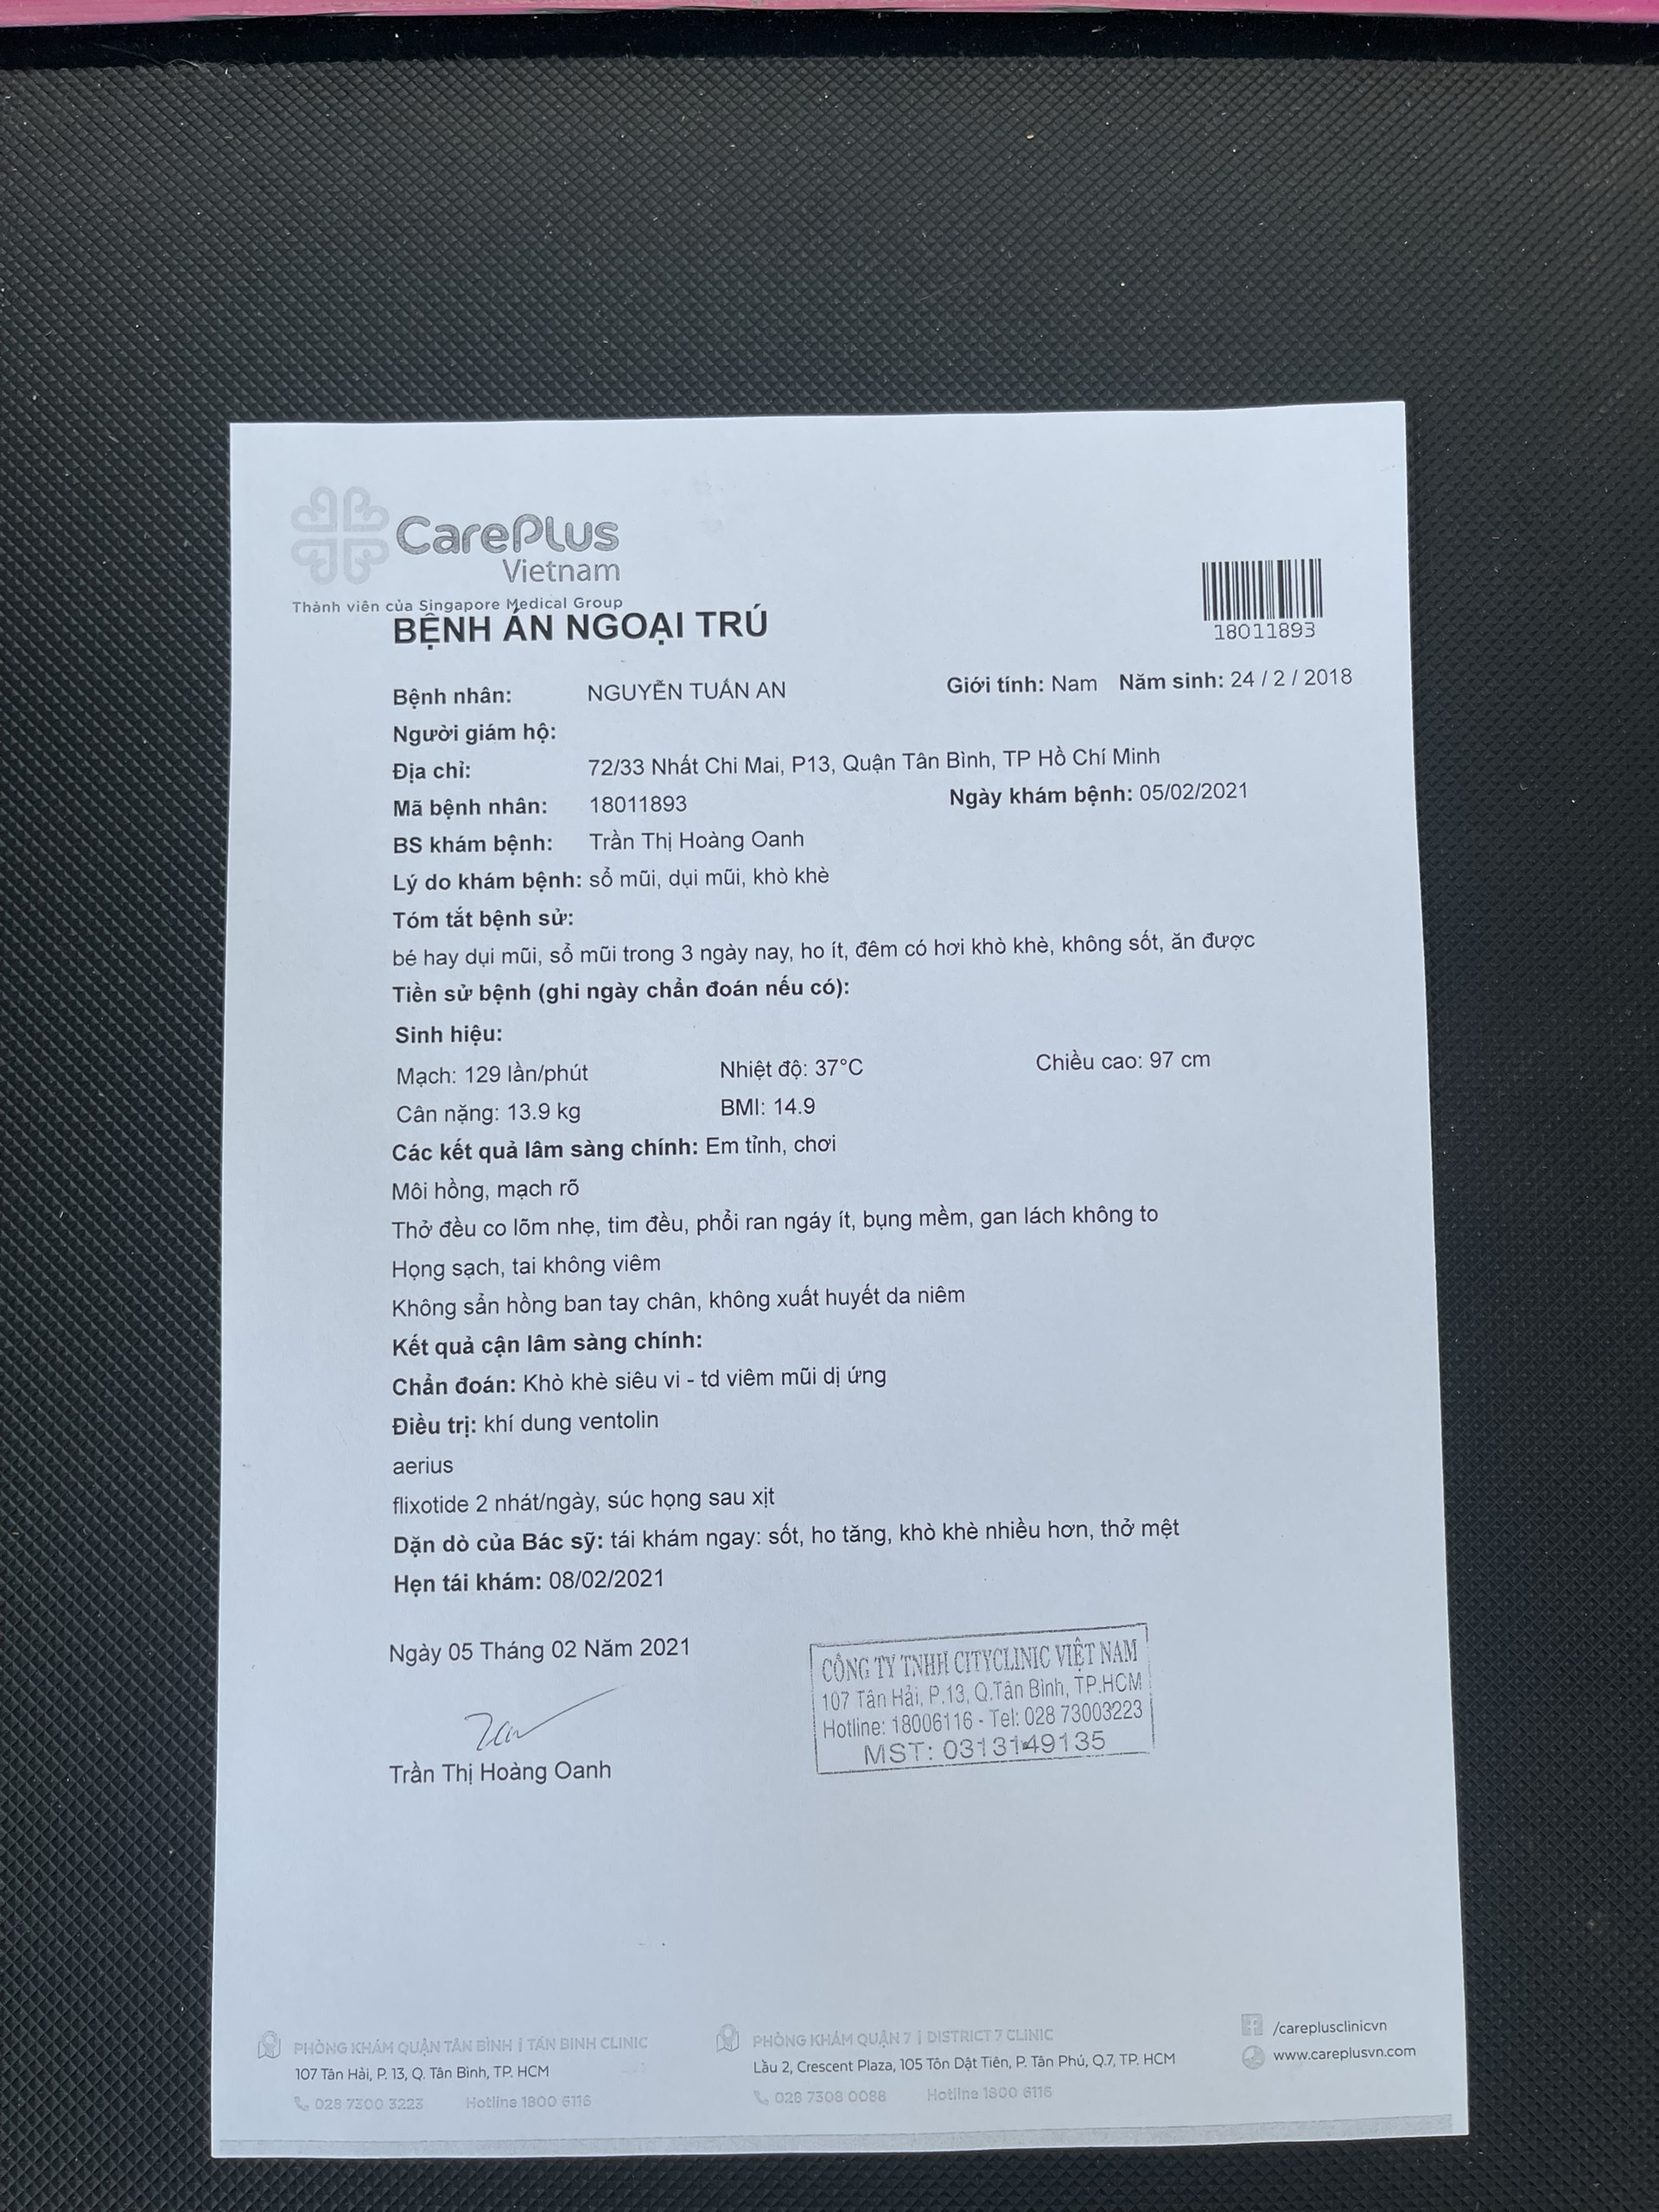 CarePlus
Vietnam
Thành viên của Singapore Medical Group
BỆNH ÁN NGOẠI TRÚ
18011893
Bệnh nhân: NGUYỄN TUẤN AN Giới tính: Nam Năm sinh: 24 / 2 / 2018
Người giám hộ:
Địa chỉ: 72/33 Nhất Chi Mai, P13, Quận Tân Bình, TP Hồ Chí Minh
Mã bệnh nhân: 18011893 Ngày khám bệnh: 05/02/2021
BS khám bệnh: Trần Thị Hoàng Oanh
Lý do khám bệnh: sổ mũi, dụi mũi, khò khè
Tóm tắt bệnh sử:
bé hay dụi mũi, sổ mũi trong 3 ngày nay, ho ít, đêm có hơi khò khè, không sốt, ăn được
Tiền sử bệnh (ghi ngày chẩn đoán nếu có):
Sinh hiệu:
Mạch: 129 lần/phút Nhiệt độ: 37°C Chiều cao: 97 cm
Cân nặng: 13.9 kg BMI: 14.9
Các kết quả lâm sàng chính: Em tỉnh, chơi
Môi hồng, mạch rõ
Thở đều co lõm nhẹ, tim đều, phổi ran ngáy ít, bụng mềm, gan lách không to
Họng sạch, tai không viêm
Không sẩn hồng ban tay chân, không xuất huyết da niêm
Kết quả cận lâm sàng chính:
Chẩn đoán: Khò khè siêu vi - td viêm mũi dị ứng
Điều trị: khí dung ventolin
aerius
flixotide 2 nhát/ngày, súc họng sau xịt
Dặn dò của Bác sỹ: tái khám ngay: sốt, ho tăng, khò khè nhiều hơn, thở mệt
Hẹn tái khám: 08/02/2021
Ngày 05 Tháng 02 Năm 2021
Trần Thị Hoàng Oanh
CÔNG TY TNHH CITYCLINIC VIỆT NAM
107 Tân Hải, P.13, Q.Tân Bình, TP.HCM
Hotline: 18006116 - Tel: 028 73003223
MST: 0313149135
PHÒNG KHÁM QUẬN TÂN BÌNH | TÂN BINH CLINIC
107 Tân Hải, P. 13, Q. Tân Bình, TP. HCM
028 7300 3223 Hotline 1800 6116
PHÒNG KHÁM QUẬN 7 | DISTRICT 7 CLINIC
Lầu 2, Crescent Plaza, 105 Tôn Dật Tiên, P. Tân Phú, Q.7, TP. HCM
028 7308 0088 Hotline 1800 6116
/careplusclinicvn
www.careplusvn.com